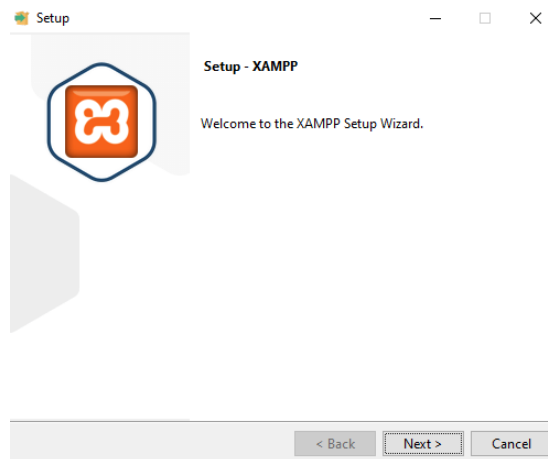 Setup
Setup - XAMPP
Welcome to the XAMPP Setup Wizard.
< Back Next > Cancel